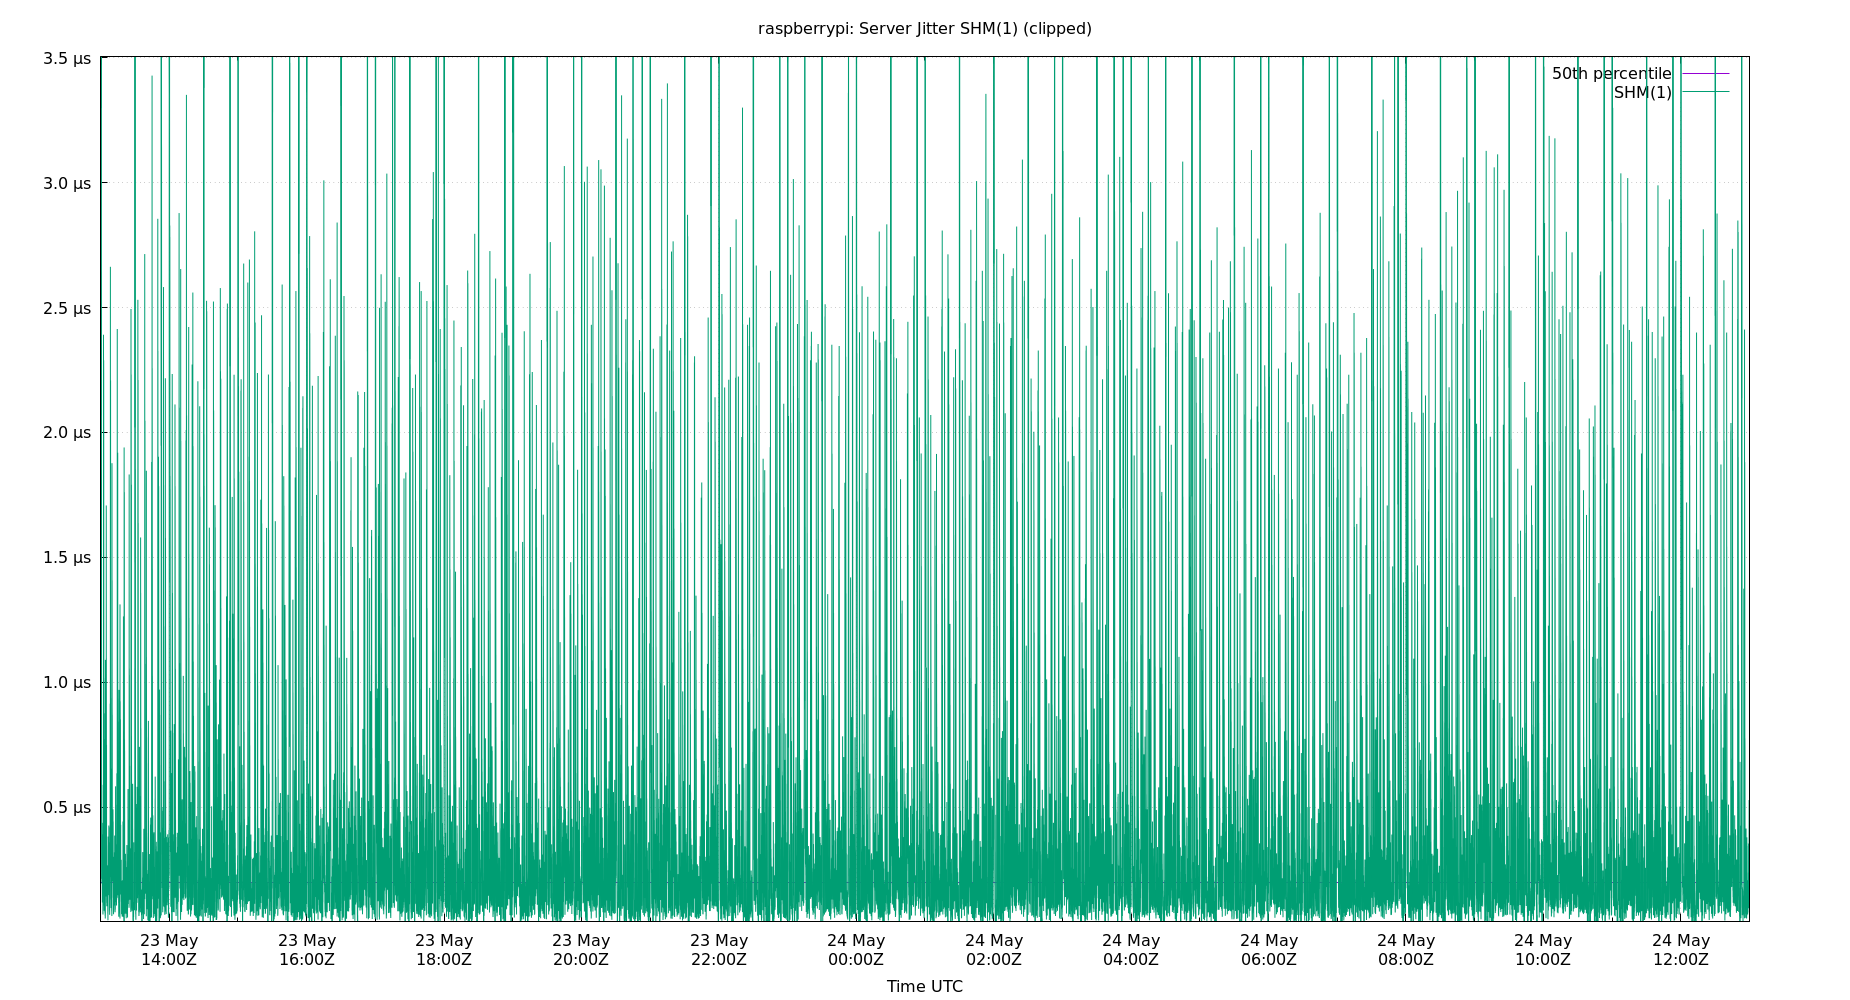 raspberrypi: Server Jitter SHM(1) (clipped)
3.5 µs
3.0 µs
2.5 µs
2.0 µs
1.5 µs
1.0 µs
0.5 µs
50th percentile
SHM(1)
23 May 23 May 23 May 23 May 23 May 24 May 24 May 24 May 24 May 24 May 24 May 24 May
14:00Z 16:00Z 18:00Z 20:00Z 22:00Z 00:00Z 02:00Z 04:00Z 06:00Z 08:00Z 10:00Z 12:00Z
Time UTC